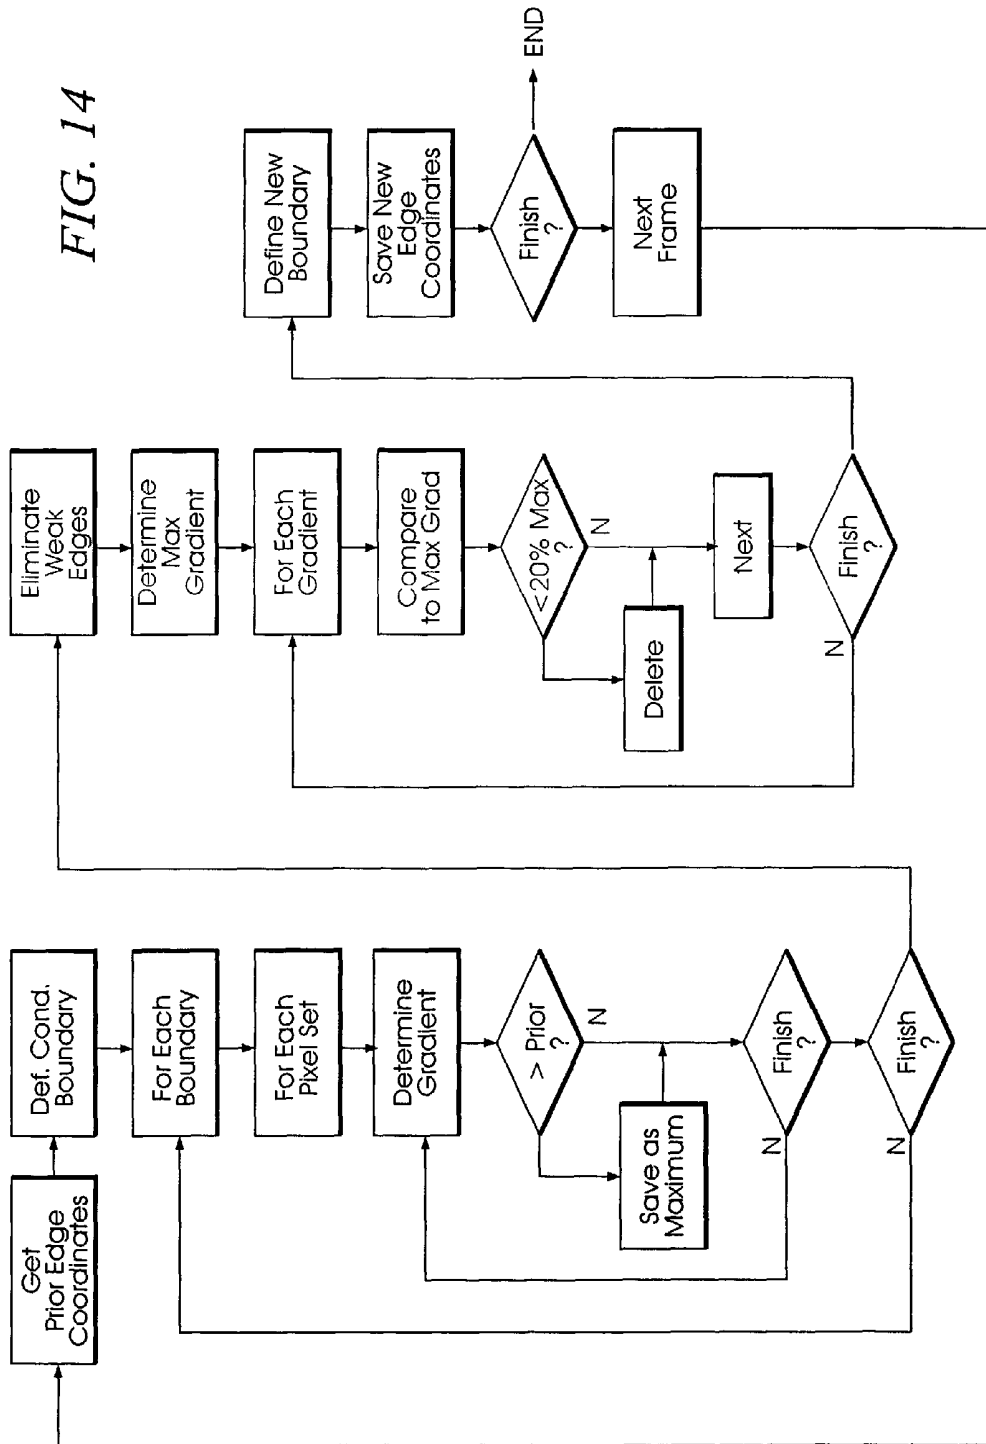 FIG. 14
Get
Prior Edge
Coordinates
Def. Cond.
Boundary
For Each
Boundary
For Each
Pixel Set
Determine
Gradient
> Prior
?
N
Save as
Maximum
Finish
?
N
Finish
?
N
Eliminate
Weak
Edges
Determine
Max
Gradient
For Each
Gradient
Compare
to Max Grad
<20% Max
?
N
Delete
Next
Finish
?
N
Define New
Boundary
Save New
Edge
Coordinates
Finish
?
END
Next
Frame